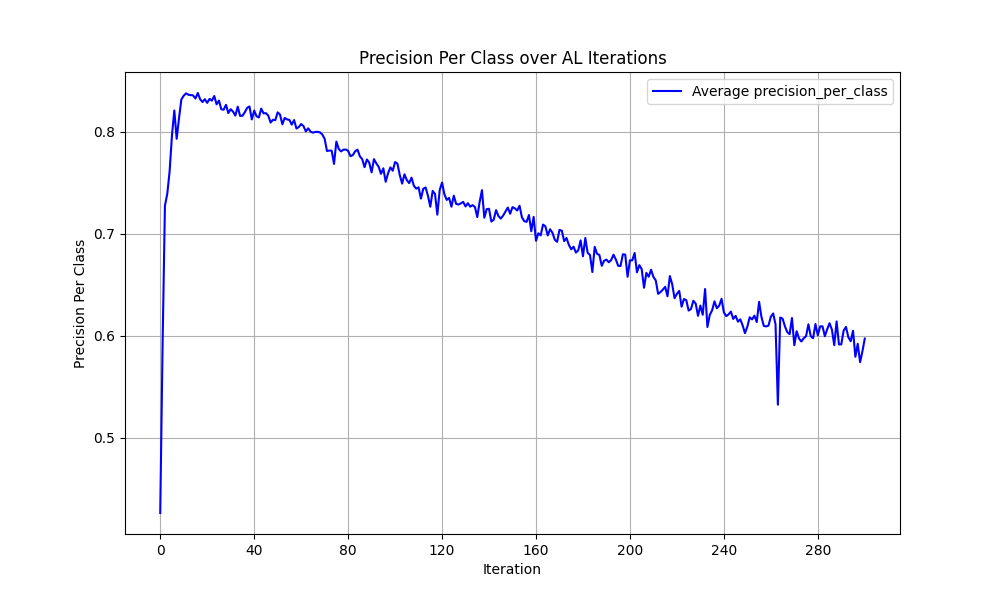 Precision Per Class over AL Iterations
Average precision_per_class
Precision Per Class
0.8
0.7
0.6
0.5
0 40 80 120 160 200 240 280
Iteration